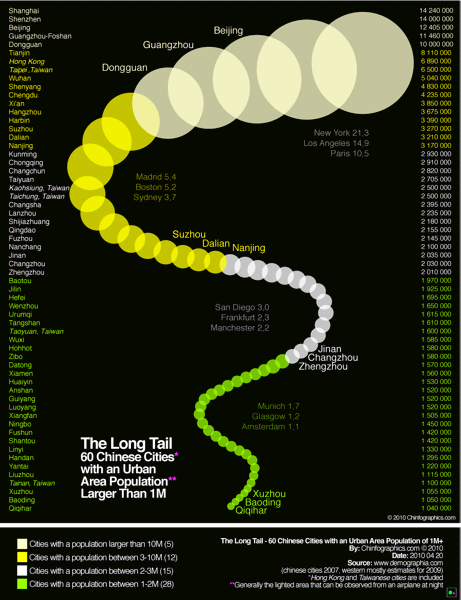 Shanghai 14 240 000
Shenzhen 14 000 000
Beijing 12 405 000
Guangzhou-Foshan 11 460 000
Dongguan 10 000 000
Tianjin 8 110 000
Hong Kong 6 890 000
Taipei ,Taiwan 6 500 000
Wuhan 5 040 000
Shenyang 4 830 000
Chengdu 4 235 000
Xi'an 3 850 000
Hangzhou 3 675 000
Harbin 3 390 000
Suzhou 3 270 000
Dalian 3 210 000
Nanjing 3 170 000
Kunming 2 930 000
Chongqing 2 910 000
Changchun 2 820 000
Taiyuan 2 705 000
Kaohsiung, Taiwan 2 500 000
Taichung, Taiwan 2 500 000
Changsha 2 395 000
Lanzhou 2 235 000
Shijiazhuang 2 180 000
Qingdao 2 155 000
Fuzhou 2 145 000
Nanchang 2 100 000
Jinan 2 035 000
Changzhou 2 030 000
Zhengzhou 2 010 000
Baotou 1 970 000
Jilin 1 925 000
Hefei 1 695 000
Wenzhou 1 650 000
Urumqi 1 615 000
Tangshan 1 610 000
Taoyuan, Taiwan 1 600 000
Wuxi 1 585 000
Hohhot 1 580 000
Zibo 1 580 000
Datong 1 570 000
Xiamen 1 560 000
Huaiyin 1 530 000
Anshan 1 520 000
Guiyang 1 520 000
Luoyang 1 520 000
Xiangfan 1 505 000
Ningbo 1 450 000
Fushun 1 420 000
Shantou 1 420 000
Linyi 1 330 000
Handan 1 295 000
Yantai 1 220 000
Liuzhou 1 115 000
Tainan, Taiwan 1 100 000
Xuzhou 1 055 000
Baoding 1 050 000
Qiqihar 1 040 000
Beijing
Guangzhou
Dongguan
New York 21,3
Los Angeles 14,9
Paris 10,5
Madrid 5,4
Boston 5,2
Sydney 3,7
Suzhou
Dalian
Nanjing
San Diego 3,0
Frankfurt 2,3
Manchester 2,2
Jinan
Changzhou
Zhengzhou
Munich 1,7
Glasgow 1,2
Amsterdam 1,1
The Long Tail
60 Chinese Cities*
with an Urban
Area Population**
Larger Than 1M
Xuzhou
Baoding
Qiqihar
© 2010 Chinfographics.com
Cities with a population larger than 10M (5)
Cities with a population between 3-10M (12)
Cities with a population between 2-3M (15)
Cities with a population between 1-2M (28)
The Long Tail - 60 Chinese Cities with an Urban Area Population of 1M+
By: Chinfographics.com © 2010
Date: 2010 04 20
Source: www.demographia.com
(chinese cities 2007, western mostly estimates for 2009)
*Hong Kong and Taiwanese cities are included
**Generally the lighted area that can be observed from an airplane at night